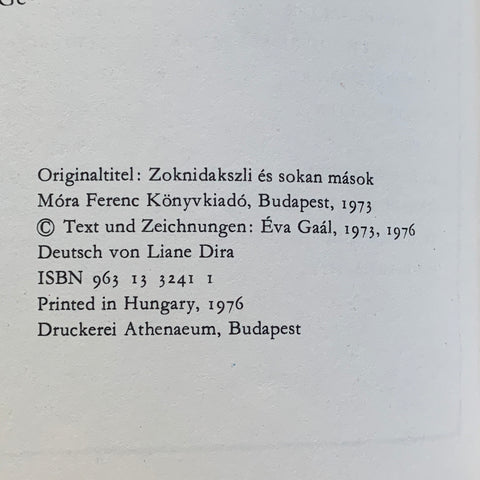 Originaltitel: Zoknidakszli és sokan mások
Móra Ferenc Könyvkiadó, Budapest, 1973
© Text und Zeichnungen: Éva Gaál, 1973, 1976
Deutsch von Liane Dira
ISBN 963 13 3241 1
Printed in Hungary, 1976
Druckerei Athenaeum, Budapest